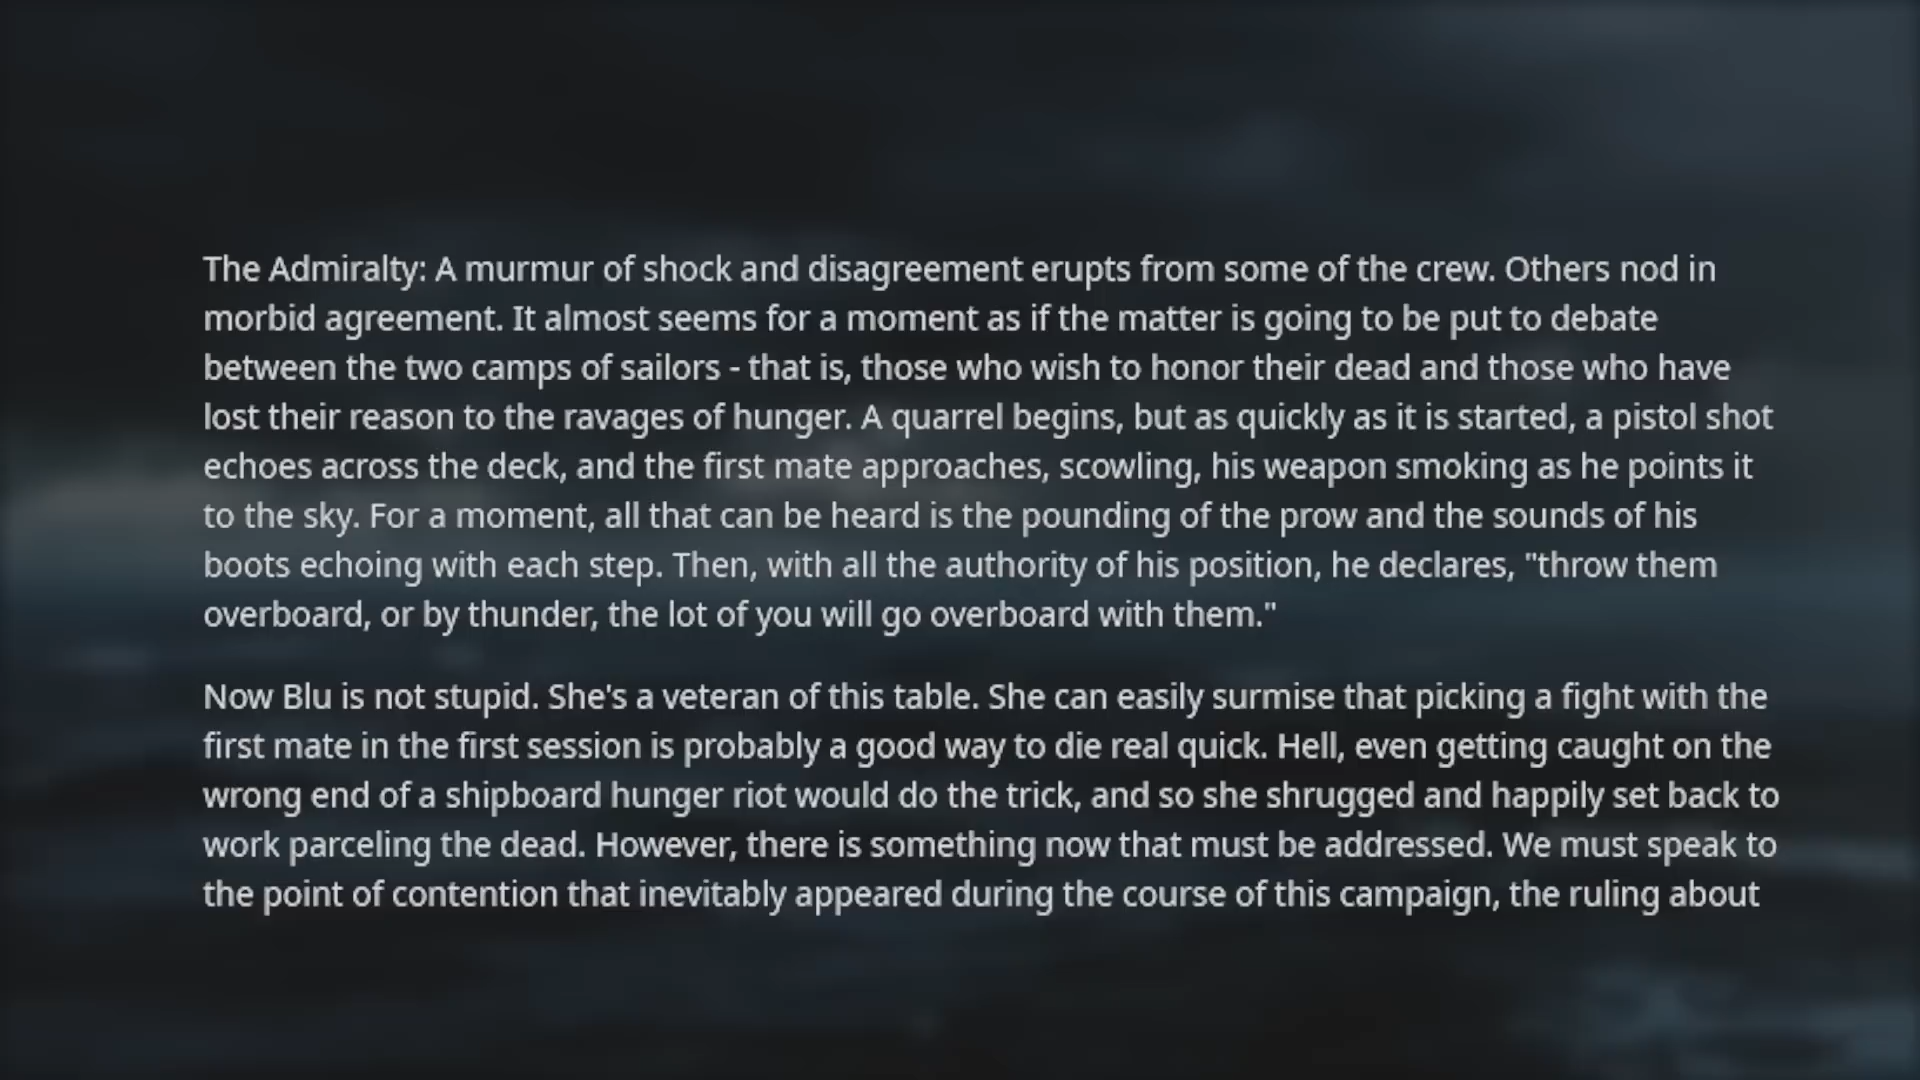 The Admiralty: A murmur of shock and disagreement erupts from some of the crew. Others nod in
morbid agreement. It almost seems for a moment as if the matter is going to be put to debate
between the two camps of sailors - that is, those who wish to honor their dead and those who have
lost their reason to the ravages of hunger. A quarrel begins, but as quickly as it is started, a pistol shot
echoes across the deck, and the first mate approaches, scowling, his weapon smoking as he points it
to the sky. For a moment, all that can be heard is the pounding of the prow and the sounds of his
boots echoing with each step. Then, with all the authority of his position, he declares, "throw them
overboard, or by thunder, the lot of you will go overboard with them."
Now Blu is not stupid. She's a veteran of this table. She can easily surmise that picking a fight with the
first mate in the first session is probably a good way to die real quick. Hell, even getting caught on the
wrong end of a shipboard hunger riot would do the trick, and so she shrugged and happily set back to
work parceling the dead. However, there is something now that must be addressed. We must speak to
the point of contention that inevitably appeared during the course of this campaign, the ruling about